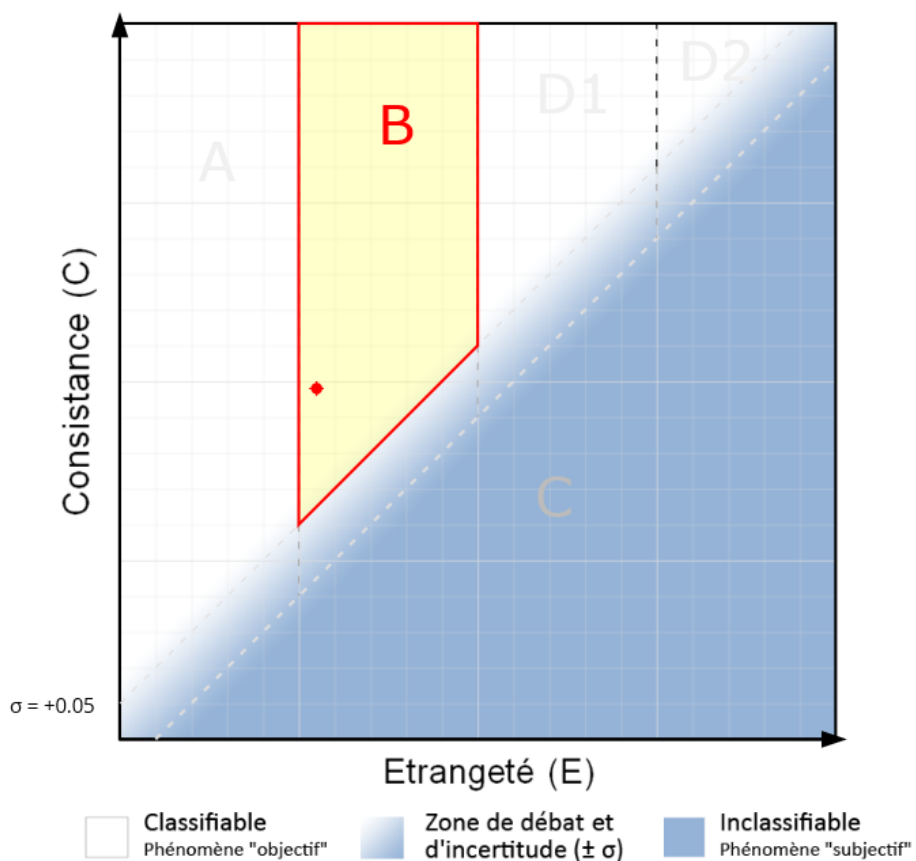 A
B
D1
D2
C
Consistance (C)
σ = +0.05
Etrangeté (E)
Classifiable
Phénomène "objectif"
Zone de débat et
d'incertitude (± σ)
Inclassifiable
Phénomène "subjectif"